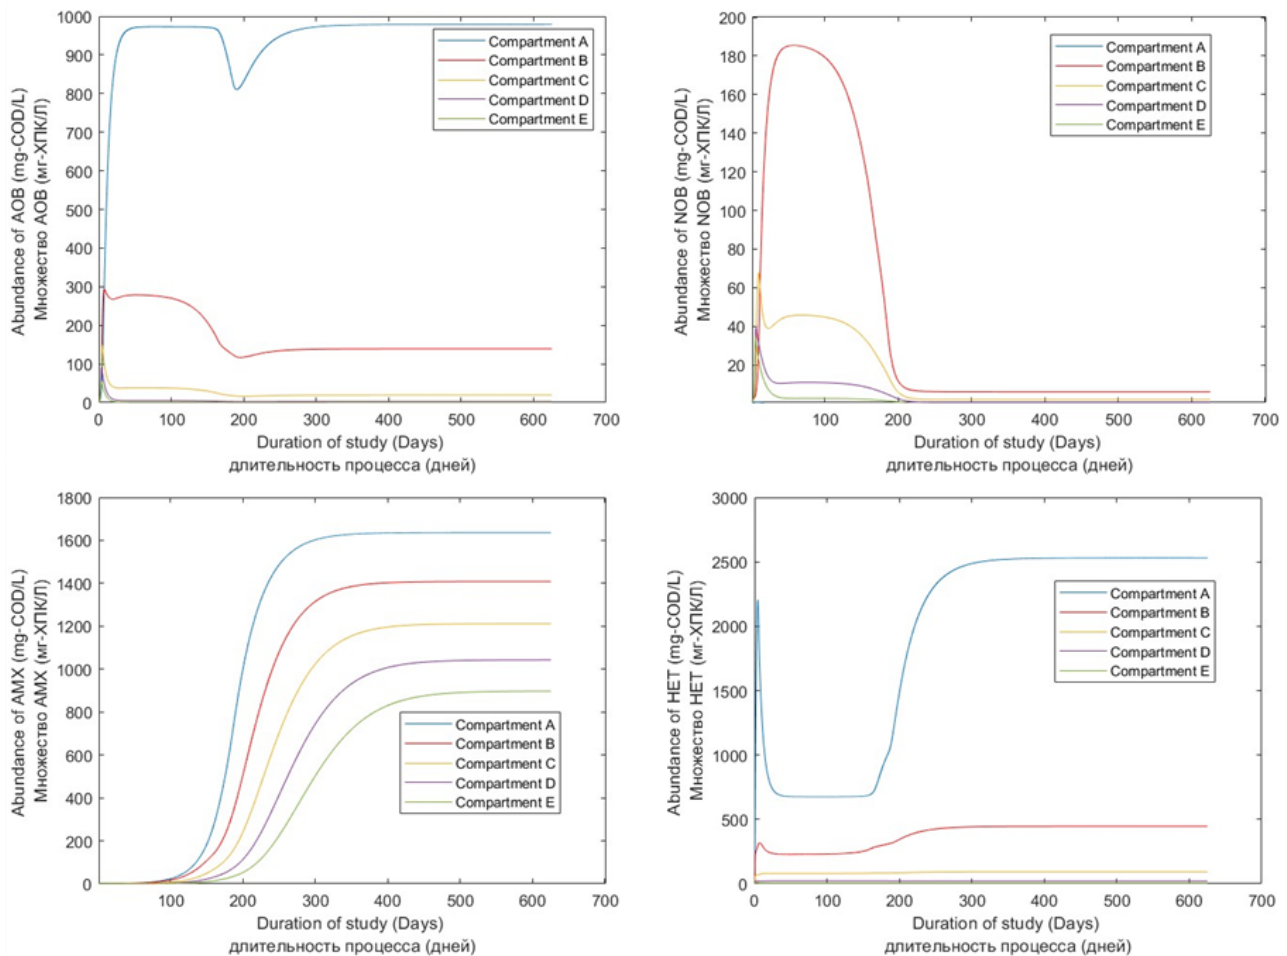 Abundance of AOB (mg-COD/L)
Множество AOB (мг-ХПК/Л)
1000
900
800
700
600
500
400
300
200
100
0
Compartment A
Compartment B
Compartment C
Compartment D
Compartment E
100 200 300 400 500 600 700
Duration of study (Days)
длительность процесса (дней)
Abundance of NOB (mg-COD/L)
Множество NOB (мг-ХПК/Л)
200
180
160
140
120
100
80
60
40
20
Compartment A
Compartment B
Compartment C
Compartment D
Compartment E
100 200 300 400 500 600 700
Duration of study (Days)
длительность процесса (дней)
Abundance of AMX (mg-COD/L)
Множество AMX (мг-ХПК/Л)
1800
1600
1400
1200
1000
800
600
400
200
0
Compartment A
Compartment B
Compartment C
Compartment D
Compartment E
100 200 300 400 500 600 700
Duration of study (Days)
длительность процесса (дней)
Abundance of HET (mg-COD/L)
Множество НЕТ (мг-ХПК/Л)
3000
2500
2000
1500
1000
500
0
Compartment A
Compartment B
Compartment C
Compartment D
Compartment E
0 100 200 300 400 500 600 700
Duration of study (Days)
длительность процесса (дней)